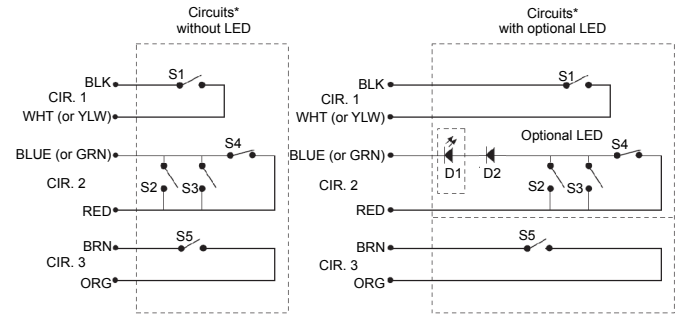 Circuits*
without LED
BLK
S1
CIR. 1
WHT (or YLW)
BLUE (or GRN)
S4
CIR. 2
S2
S3
RED
BRN
S5
CIR. 3
ORG
Circuits*
with optional LED
BLK
S1
CIR. 1
WHT (or YLW)
Optional LED
BLUE (or GRN)
S4
D1
D2
CIR. 2
S2
S3
RED
BRN
S5
CIR. 3
ORG